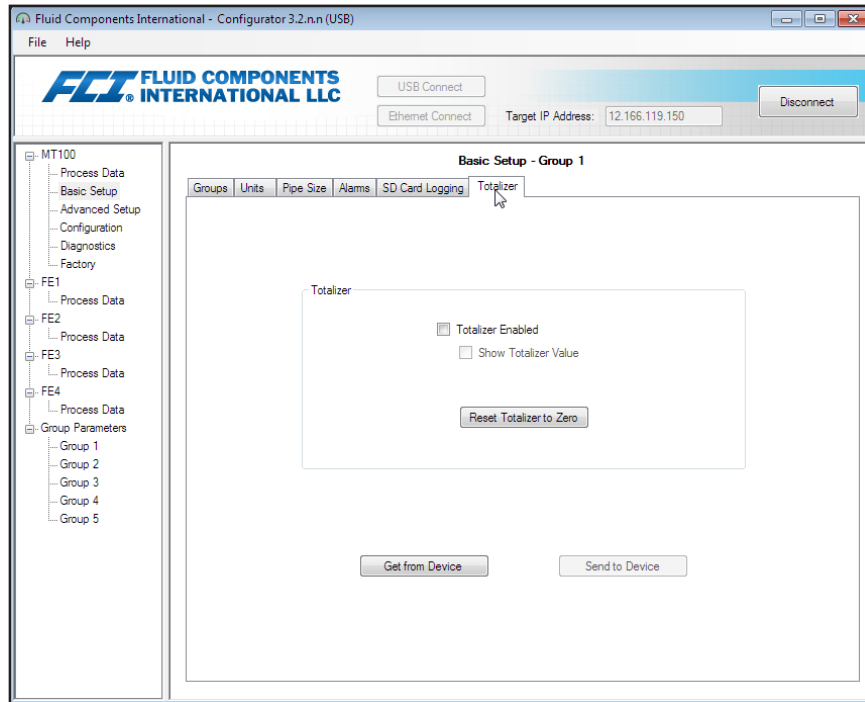 Fluid Components International - Configurator 3.2.n.n (USB)
File Help
FCI® FLUID COMPONENTS
INTERNATIONAL LLC
USB Connect
Ethernet Connect
Target IP Address: 12.166.119.150
Disconnect
MT100
Process Data
Basic Setup
Advanced Setup
Configuration
Diagnostics
Factory
FE1
Process Data
FE2
Process Data
FE3
Process Data
FE4
Process Data
Group Parameters
Group 1
Group 2
Group 3
Group 4
Group 5
Basic Setup - Group 1
Groups Units Pipe Size Alarms SD Card Logging Totalizer
Totalizer
Totalizer Enabled
Show Totalizer Value
Reset Totalizer to Zero
Get from Device Send to Device